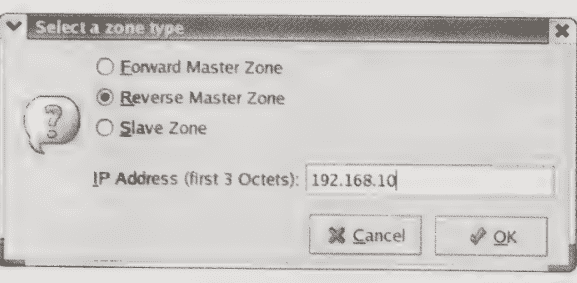 Select a zone type
Forward Master Zone
Reverse Master Zone
Slave Zone
IP Address (first 3 Octets): 192.168.10
Cancel OK